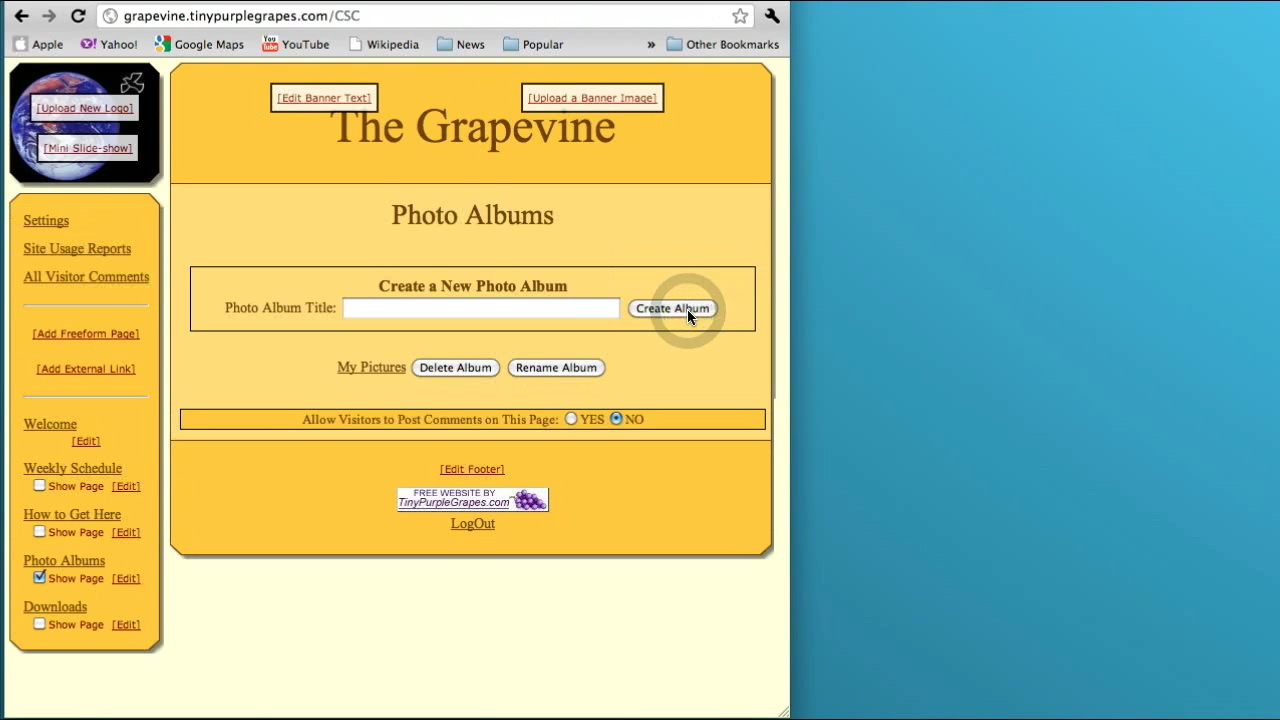 grapevine.tinypurplegrapes.com/CSC
Apple Yahoo! Google Maps YouTube Wikipedia News Popular » Other Bookmarks
[Upload New Logo]
[Mini Slide-show]
Settings
Site Usage Reports
All Visitor Comments
[Add Freeform Page]
[Add External Link]
Welcome
[Edit]
Weekly Schedule
Show Page [Edit]
How to Get Here
Show Page [Edit]
Photo Albums
Show Page [Edit]
Downloads
Show Page [Edit]
[Edit Banner Text] [Upload a Banner Image]
The Grapevine
Photo Albums
Create a New Photo Album
Photo Album Title: Create Album
My Pictures Delete Album Rename Album
Allow Visitors to Post Comments on This Page: YES NO
[Edit Footer]
FREE WEBSITE BY
TinyPurpleGrapes.com
LogOut